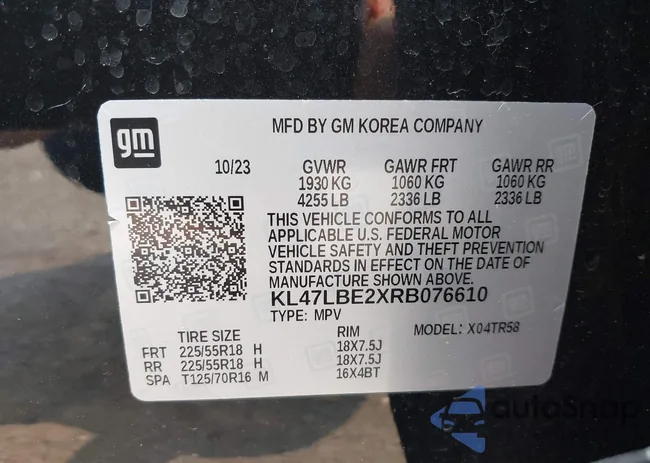 gm
MFD BY GM KOREA COMPANY
10/23 GVWR GAWR FRT GAWR RR
1930 KG 1060 KG 1060 KG
4255 LB 2336 LB 2336 LB
THIS VEHICLE CONFORMS TO ALL
APPLICABLE U.S. FEDERAL MOTOR
VEHICLE SAFETY AND THEFT PREVENTION
STANDARDS IN EFFECT ON THE DATE OF
MANUFACTURE SHOWN ABOVE.
KL47LBE2XRB076610
TYPE: MPV
MODEL: X04TR58
TIRE SIZE RIM
FRT 225/55R18 H 18X7.5J
RR 225/55R18 H 18X7.5J
SPA T125/70R16 M 16X4BT
autoSnap